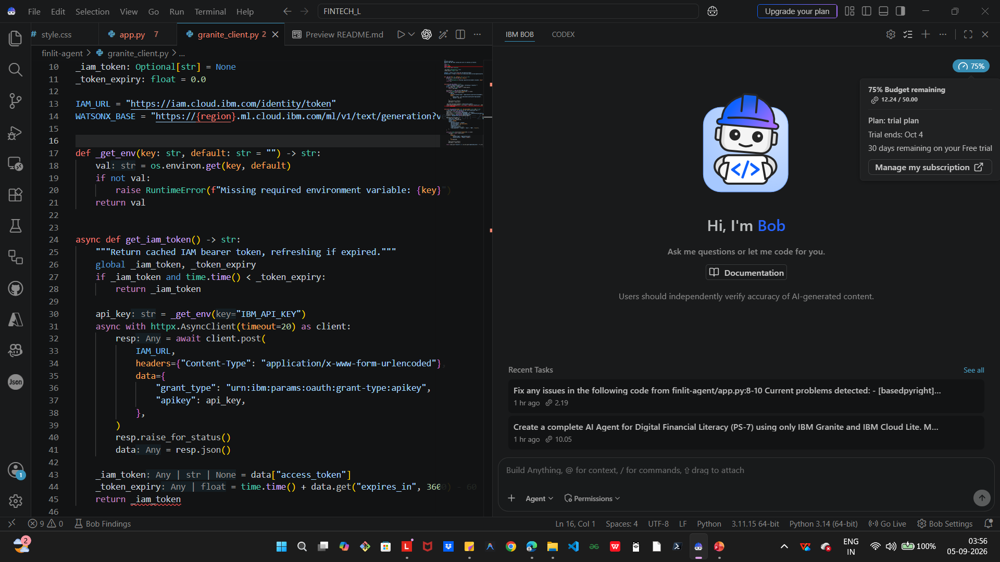 File Edit Selection View Go Run Terminal Help
FINTECH_L
Upgrade your plan
# style.css
app.py 7
granite_client.py 2
Preview README.md
IBM BOB
CODEX
finlit-agent > granite_client.py > ...
10 _iam_token: Optional[str] = None
11 _token_expiry: float = 0.0
12
13 IAM_URL = "https://iam.cloud.ibm.com/identity/token"
14 WATSONX_BASE = "https://{region}.ml.cloud.ibm.com/ml/v1/text/generation?v
15
16
17 def _get_env(key: str, default: str = "") -> str:
18 val: str = os.environ.get(key, default)
19 if not val:
20 raise RuntimeError(f"Missing required environment variable: {key}")
21 return val
22
23
24 async def get_iam_token() -> str:
25 """Return cached IAM bearer token, refreshing if expired."""
26 global _iam_token, _token_expiry
27 if _iam_token and time.time() < _token_expiry:
28 return _iam_token
29
30 api_key: str = _get_env(key="IBM_API_KEY")
31 async with httpx.AsyncClient(timeout=20) as client:
32 resp: Any = await client.post(
33 IAM_URL,
34 headers={"Content-Type": "application/x-www-form-urlencoded"},
35 data={
36 "grant_type": "urn:ibm:params:oauth:grant-type:apikey",
37 "apikey": api_key,
38 },
39 )
40 resp.raise_for_status()
41 data: Any = resp.json()
42
43 _iam_token: Any | str | None = data["access_token"]
44 _token_expiry: Any | float = time.time() + data.get("expires_in", 3600) - 60
45 return _iam_token
46
75%
75% Budget remaining
12.24 / 50.00
Plan: trial plan
Trial ends: Oct 4
30 days remaining on your Free trial
Manage my subscription
</>
Hi, I'm Bob
Ask me questions or let me code for you.
Documentation
Users should independently verify accuracy of AI-generated content.
Recent Tasks
See all
Fix any issues in the following code from finlit-agent/app.py:8-10 Current problems detected: - [basedpyright]...
1 hr ago 2.19
Create a complete AI Agent for Digital Financial Literacy (PS-7) using only IBM Granite and IBM Cloud Lite. M...
1 hr ago 10.05
Build Anything, @ for context, / for commands, ⇧ drag to attach
Agent
Permissions
Json
1
9 0 Bob Findings
Ln 16, Col 1 Spaces: 4 UTF-8 LF Python 3.11.15 64-bit Python 3.14 (64-bit) Go Live Bob Settings
2
ENG
IN
100%
03:56
05-09-2026